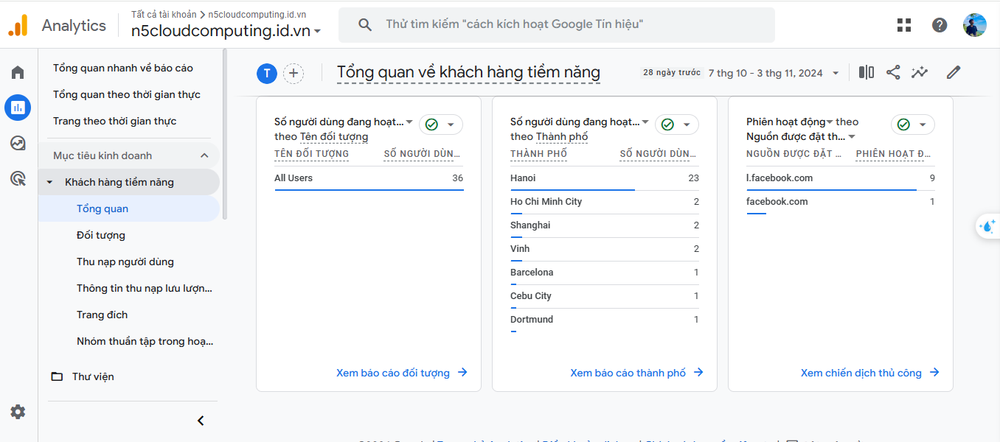 Analytics
Tất cả tài khoản > n5cloudcomputing.id.vn
n5cloudcomputing.id.vn
Thử tìm kiếm "cách kích hoạt Google Tín hiệu"
Tổng quan nhanh về báo cáo
Tổng quan theo thời gian thực
Trang theo thời gian thực
Mục tiêu kinh doanh
Khách hàng tiềm năng
Tổng quan
Đối tượng
Thu nạp người dùng
Thông tin thu nạp lưu lượn...
Trang đích
Nhóm thuần tập trong hoạ...
Thư viện
T
Tổng quan về khách hàng tiềm năng
28 ngày trước 7 thg 10 - 3 thg 11, 2024
Số người dùng đang hoạt...
theo Tên đối tượng
TÊN ĐỐI TƯỢNG SỐ NGƯỜI DÙN...
All Users 36
Xem báo cáo đối tượng
Số người dùng đang hoạt...
theo Thành phố
THÀNH PHỐ SỐ NGƯỜI DÙN...
Hanoi 23
Ho Chi Minh City 2
Shanghai 2
Vinh 2
Barcelona 1
Cebu City 1
Dortmund 1
Xem báo cáo thành phố
Phiên hoạt động theo
Nguồn được đặt th...
NGUỒN ĐƯỢC ĐẶT ... PHIÊN HOẠT Đ...
l.facebook.com 9
facebook.com 1
Xem chiến dịch thủ công